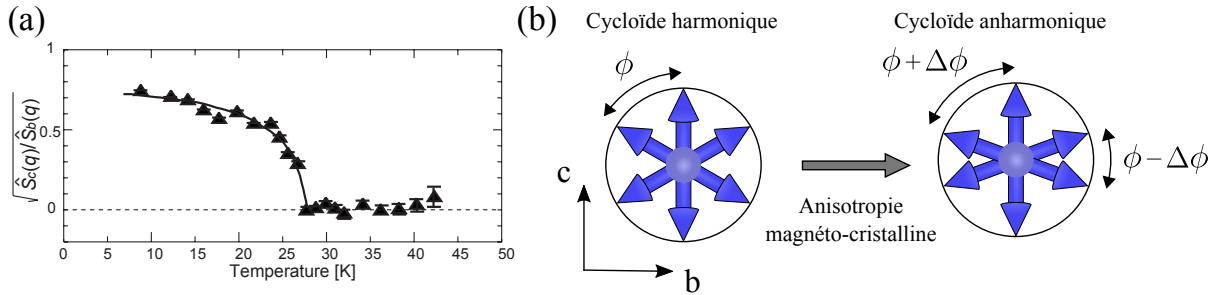 (a)
1
0.5
0
√Ŝc(q)/Ŝb(q)
0 5 10 15 20 25 30 35 40 45 50
Temperature [K]
(b)
Cycloïde harmonique
ϕ
c
b
Anisotropie
magnéto-cristalline
Cycloïde anharmonique
ϕ+Δϕ
ϕ−Δϕ